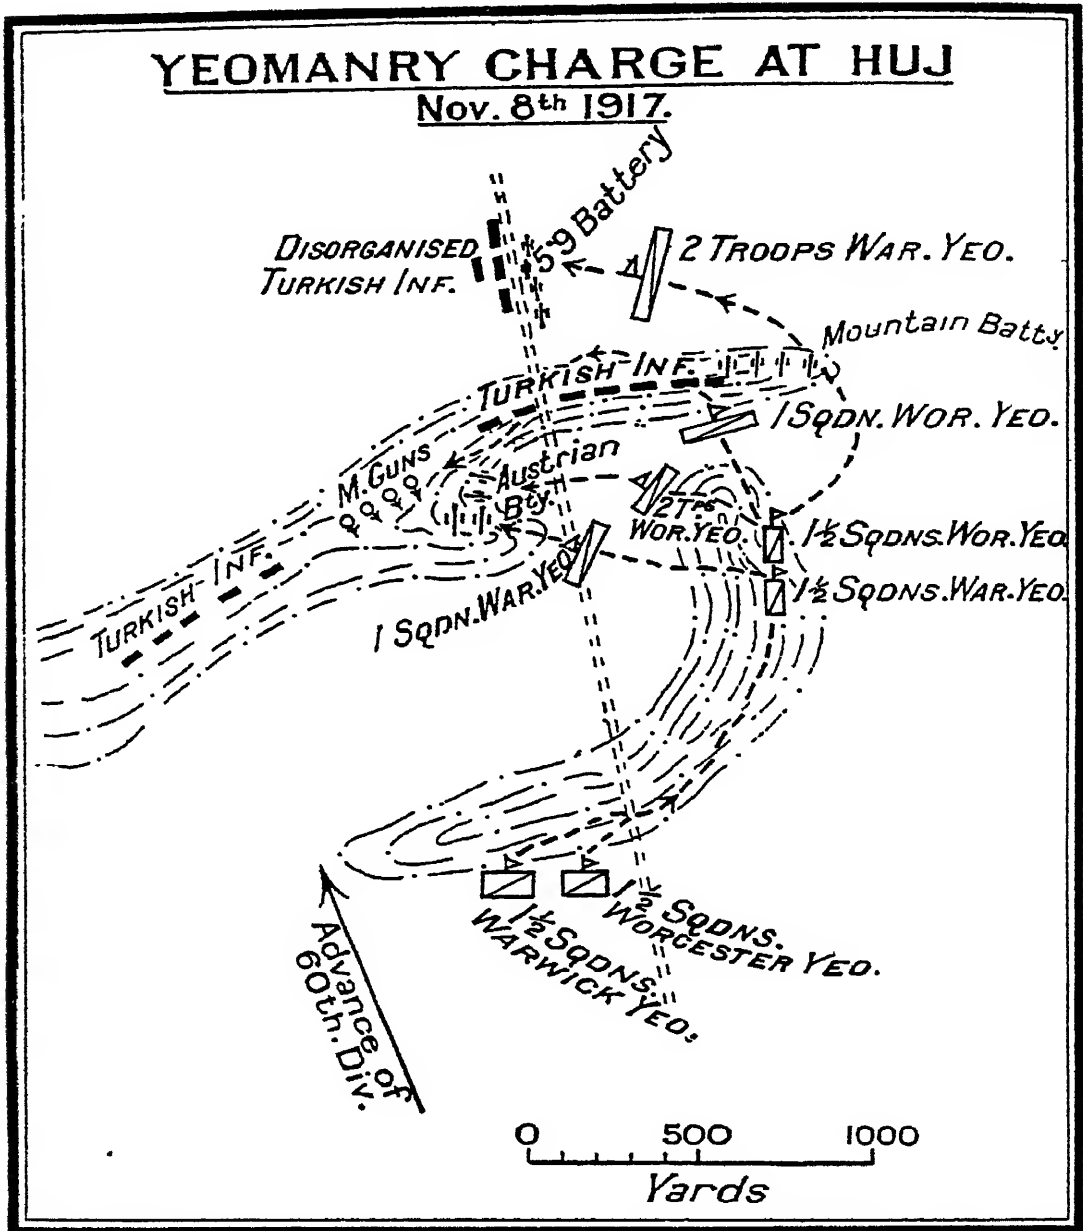 YEOMANRY CHARGE AT HUJ
Nov. 8th 1917.
5·9 Battery
DISORGANISED
TURKISH INF.
2 TROOPS WAR. YEO.
Mountain Batty.
TURKISH INF.
1 SQDN. WOR. YEO.
M. GUNS
Austrian
Bty.
2 Tps
WOR. YEO.
1½ SQDNS. WOR. YEO.
1½ SQDNS. WAR. YEO.
1 SQDN. WAR. YEO.
TURKISH INF.
1½ SQDNS.
WORCESTER YEO.
1½ SQDNS.
WARWICK YEO.
Advance of
60th. Div.
0 500 1000
Yards